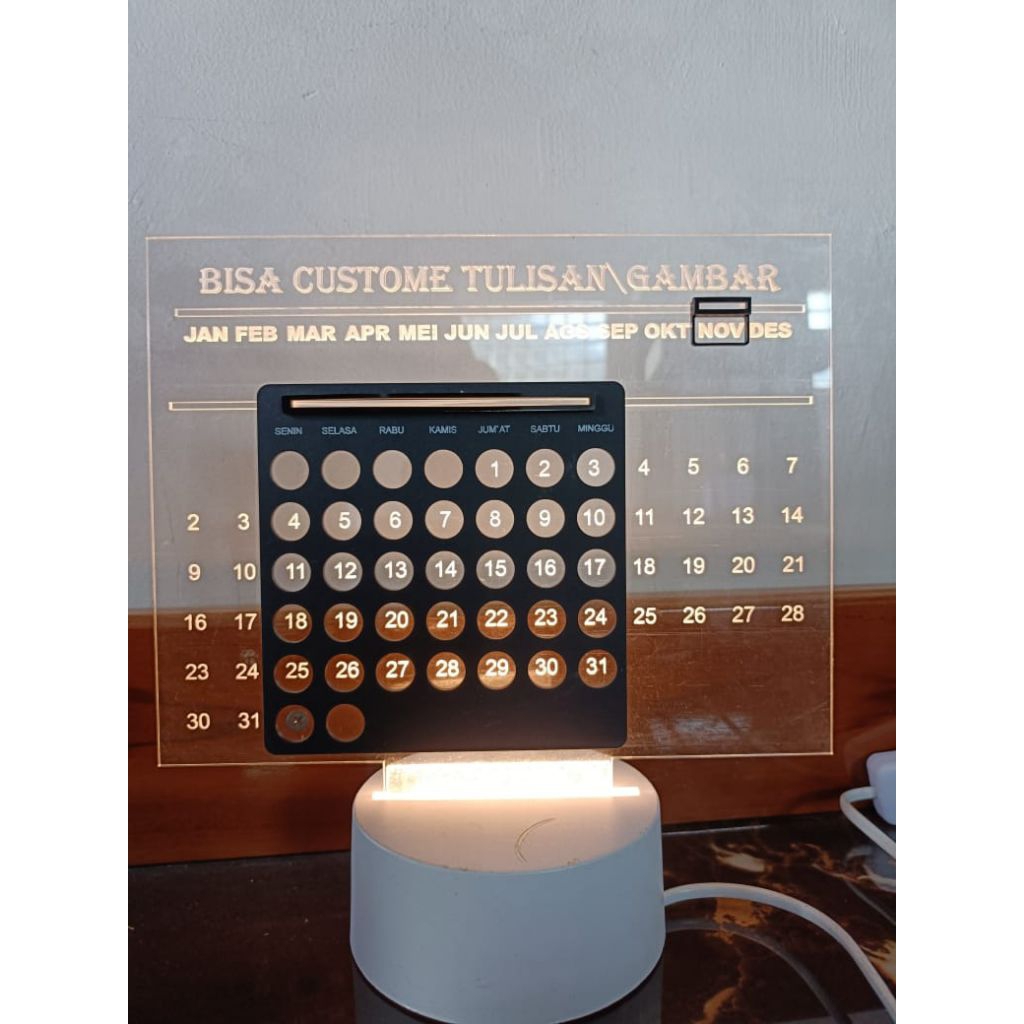 BISA CUSTOME TULISAN\GAMBAR
JAN FEB MAR APR MEI JUN JUL AGS SEP OKT NOV DES
SENIN SELASA RABU KAMIS JUM'AT SABTU MINGGU
1 2 3 4 5 6 7
2 3 4 5 6 7 8 9 10 11 12 13 14
9 10 11 12 13 14 15 16 17 18 19 20 21
16 17 18 19 20 21 22 23 24 25 26 27 28
23 24 25 26 27 28 29 30 31
30 31